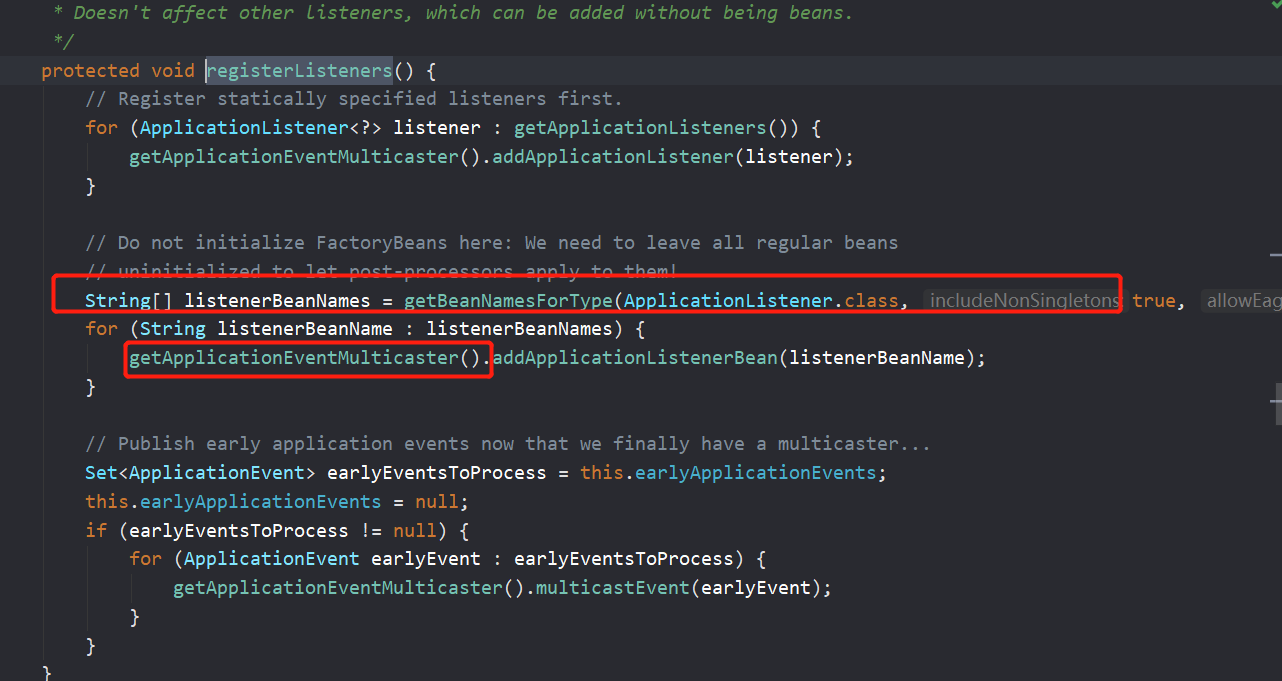 * Doesn't affect other listeners, which can be added without being beans.
*/
protected void registerListeners() {
// Register statically specified listeners first.
for (ApplicationListener<?> listener : getApplicationListeners()) {
getApplicationEventMulticaster().addApplicationListener(listener);
}
// Do not initialize FactoryBeans here: We need to leave all regular beans
// uninitialized to let post-processors apply to them!
String[] listenerBeanNames = getBeanNamesForType(ApplicationListener.class, includeNonSingletons: true, allowEag
for (String listenerBeanName : listenerBeanNames) {
getApplicationEventMulticaster().addApplicationListenerBean(listenerBeanName);
}
// Publish early application events now that we finally have a multicaster...
Set<ApplicationEvent> earlyEventsToProcess = this.earlyApplicationEvents;
this.earlyApplicationEvents = null;
if (earlyEventsToProcess != null) {
for (ApplicationEvent earlyEvent : earlyEventsToProcess) {
getApplicationEventMulticaster().multicastEvent(earlyEvent);
}
}
}